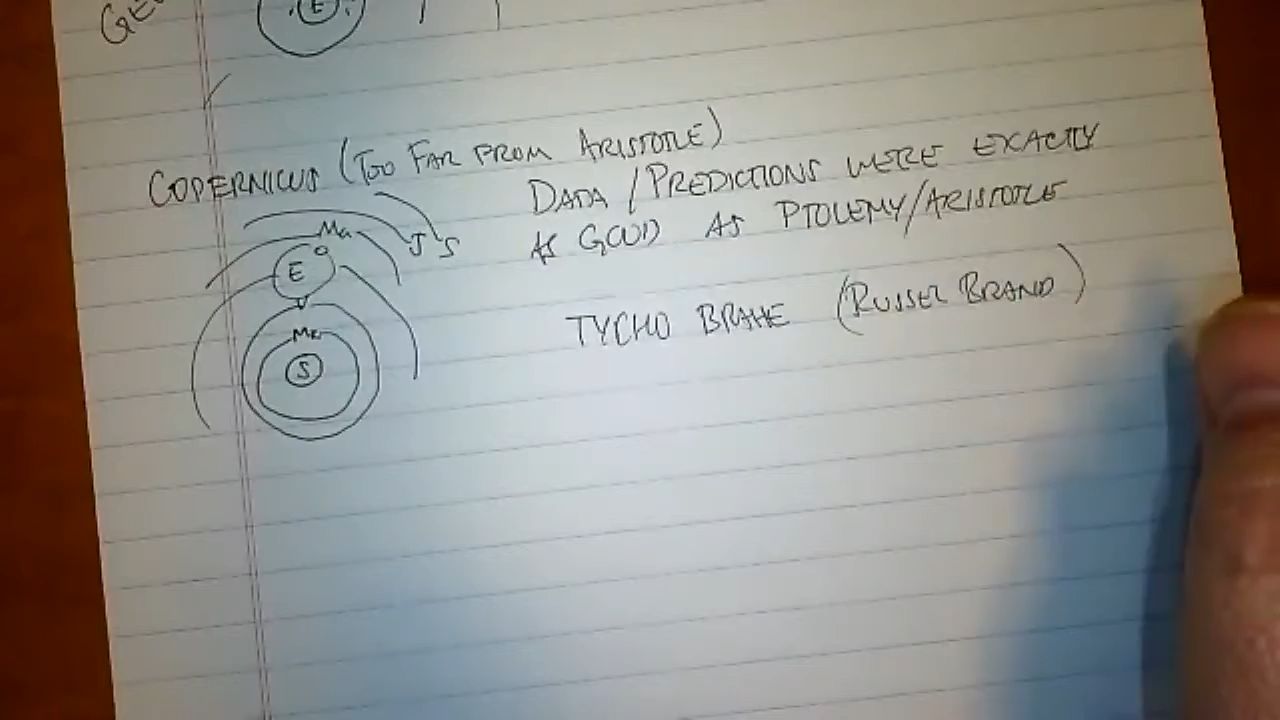 GE
E
COPERNICUS (TOO FAR FROM ARISTOTLE)
DATA / PREDICTIONS WERE EXACTLY
AS GOOD AS PTOLEMY/ARISTOTLE
Ma
J S
E
V
Me
S
TYCHO BRAHE (RUSSEL BRAND)